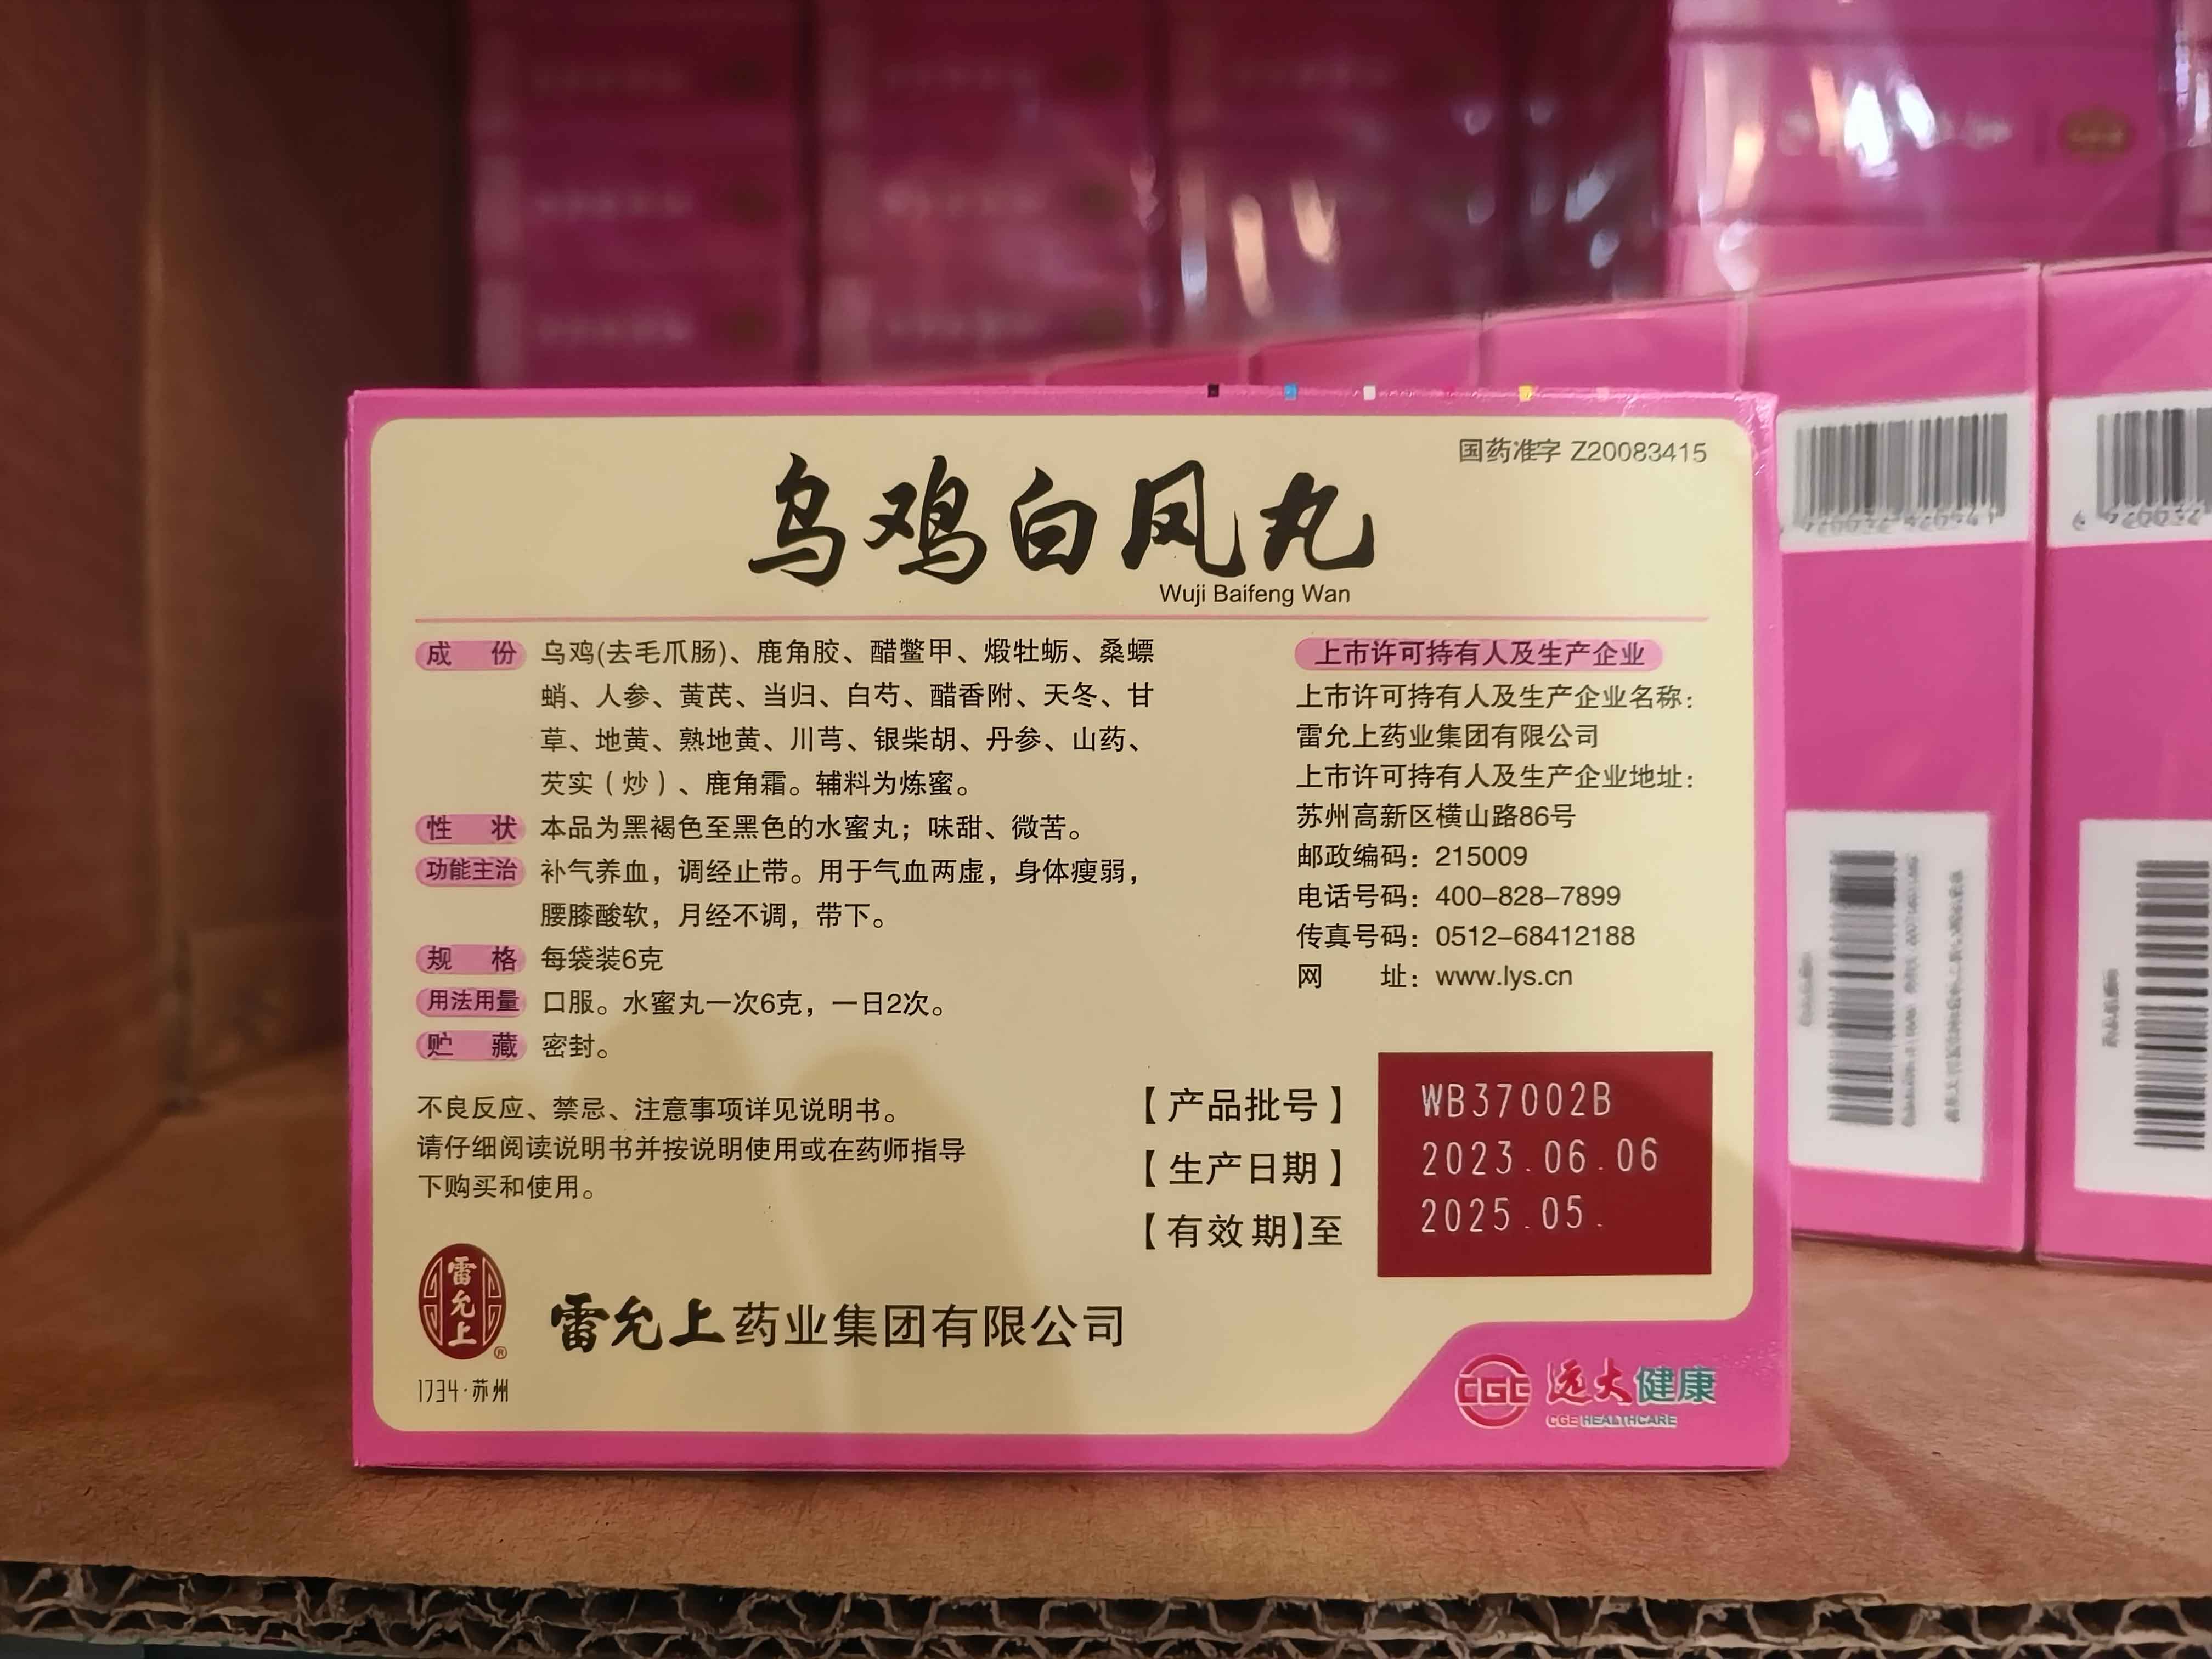 国药准字 Z20083415
乌鸡白凤丸
Wuji Baifeng Wan
成 份 乌鸡(去毛爪肠)、鹿角胶、醋鳖甲、煅牡蛎、桑螵
蛸、人参、黄芪、当归、白芍、醋香附、天冬、甘
草、地黄、熟地黄、川芎、银柴胡、丹参、山药、
芡实（炒）、鹿角霜。辅料为炼蜜。
性 状 本品为黑褐色至黑色的水蜜丸；味甜、微苦。
功能主治 补气养血，调经止带。用于气血两虚，身体瘦弱，
腰膝酸软，月经不调，带下。
规 格 每袋装6克
用法用量 口服。水蜜丸一次6克，一日2次。
贮 藏 密封。
不良反应、禁忌、注意事项详见说明书。
请仔细阅读说明书并按说明使用或在药师指导
下购买和使用。
上市许可持有人及生产企业
上市许可持有人及生产企业名称：
雷允上药业集团有限公司
上市许可持有人及生产企业地址：
苏州高新区横山路86号
邮政编码：215009
电话号码：400-828-7899
传真号码：0512-68412188
网 址：www.lys.cn
【产品批号】 WB37002B
【生产日期】 2023.06.06
【有效期】至 2025.05.
雷允上®
1734·苏州
雷允上药业集团有限公司
CGE 远大健康
CGE HEALTHCARE